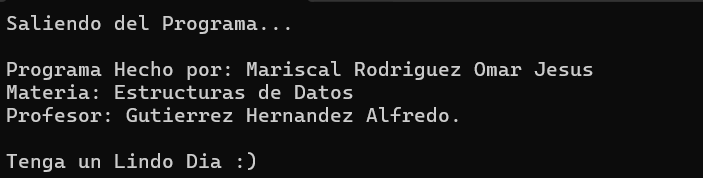 Saliendo del Programa...
Programa Hecho por: Mariscal Rodriguez Omar Jesus
Materia: Estructuras de Datos
Profesor: Gutierrez Hernandez Alfredo.
Tenga un Lindo Dia :)